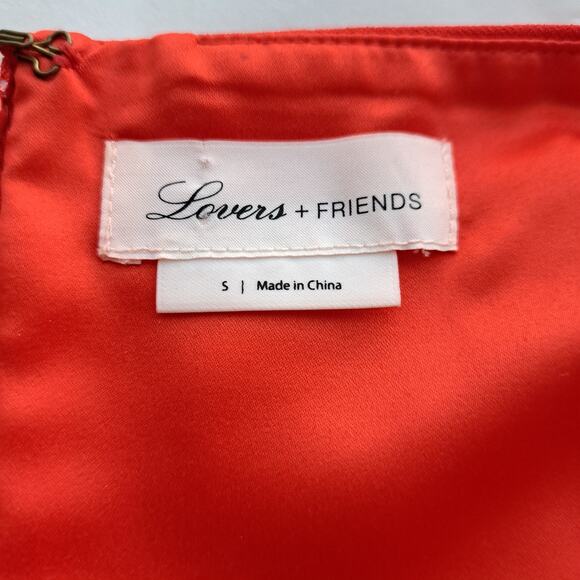 Lovers + FRIENDS
S | Made in China